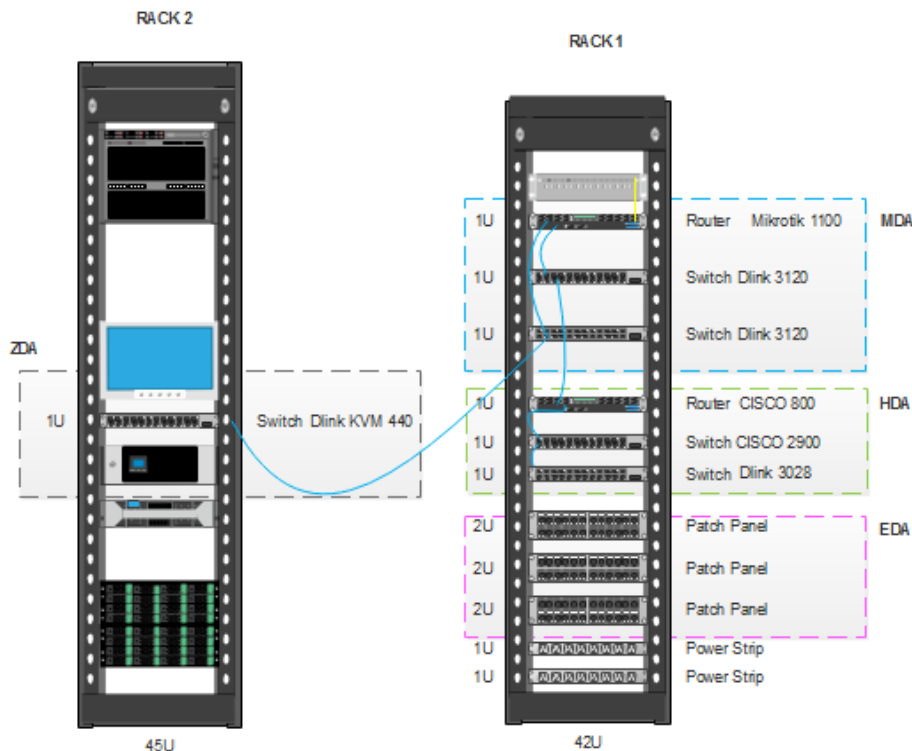 RACK 2
RACK 1
1U Router Mikrotik 1100 MDA
1U Switch Dlink 3120
1U Switch Dlink 3120
ZDA
1U Switch Dlink KVM 440
1U Router CISCO 800 HDA
1U Switch CISCO 2900
1U Switch Dlink 3028
2U Patch Panel EDA
2U Patch Panel
2U Patch Panel
1U Power Strip
1U Power Strip
45U
42U